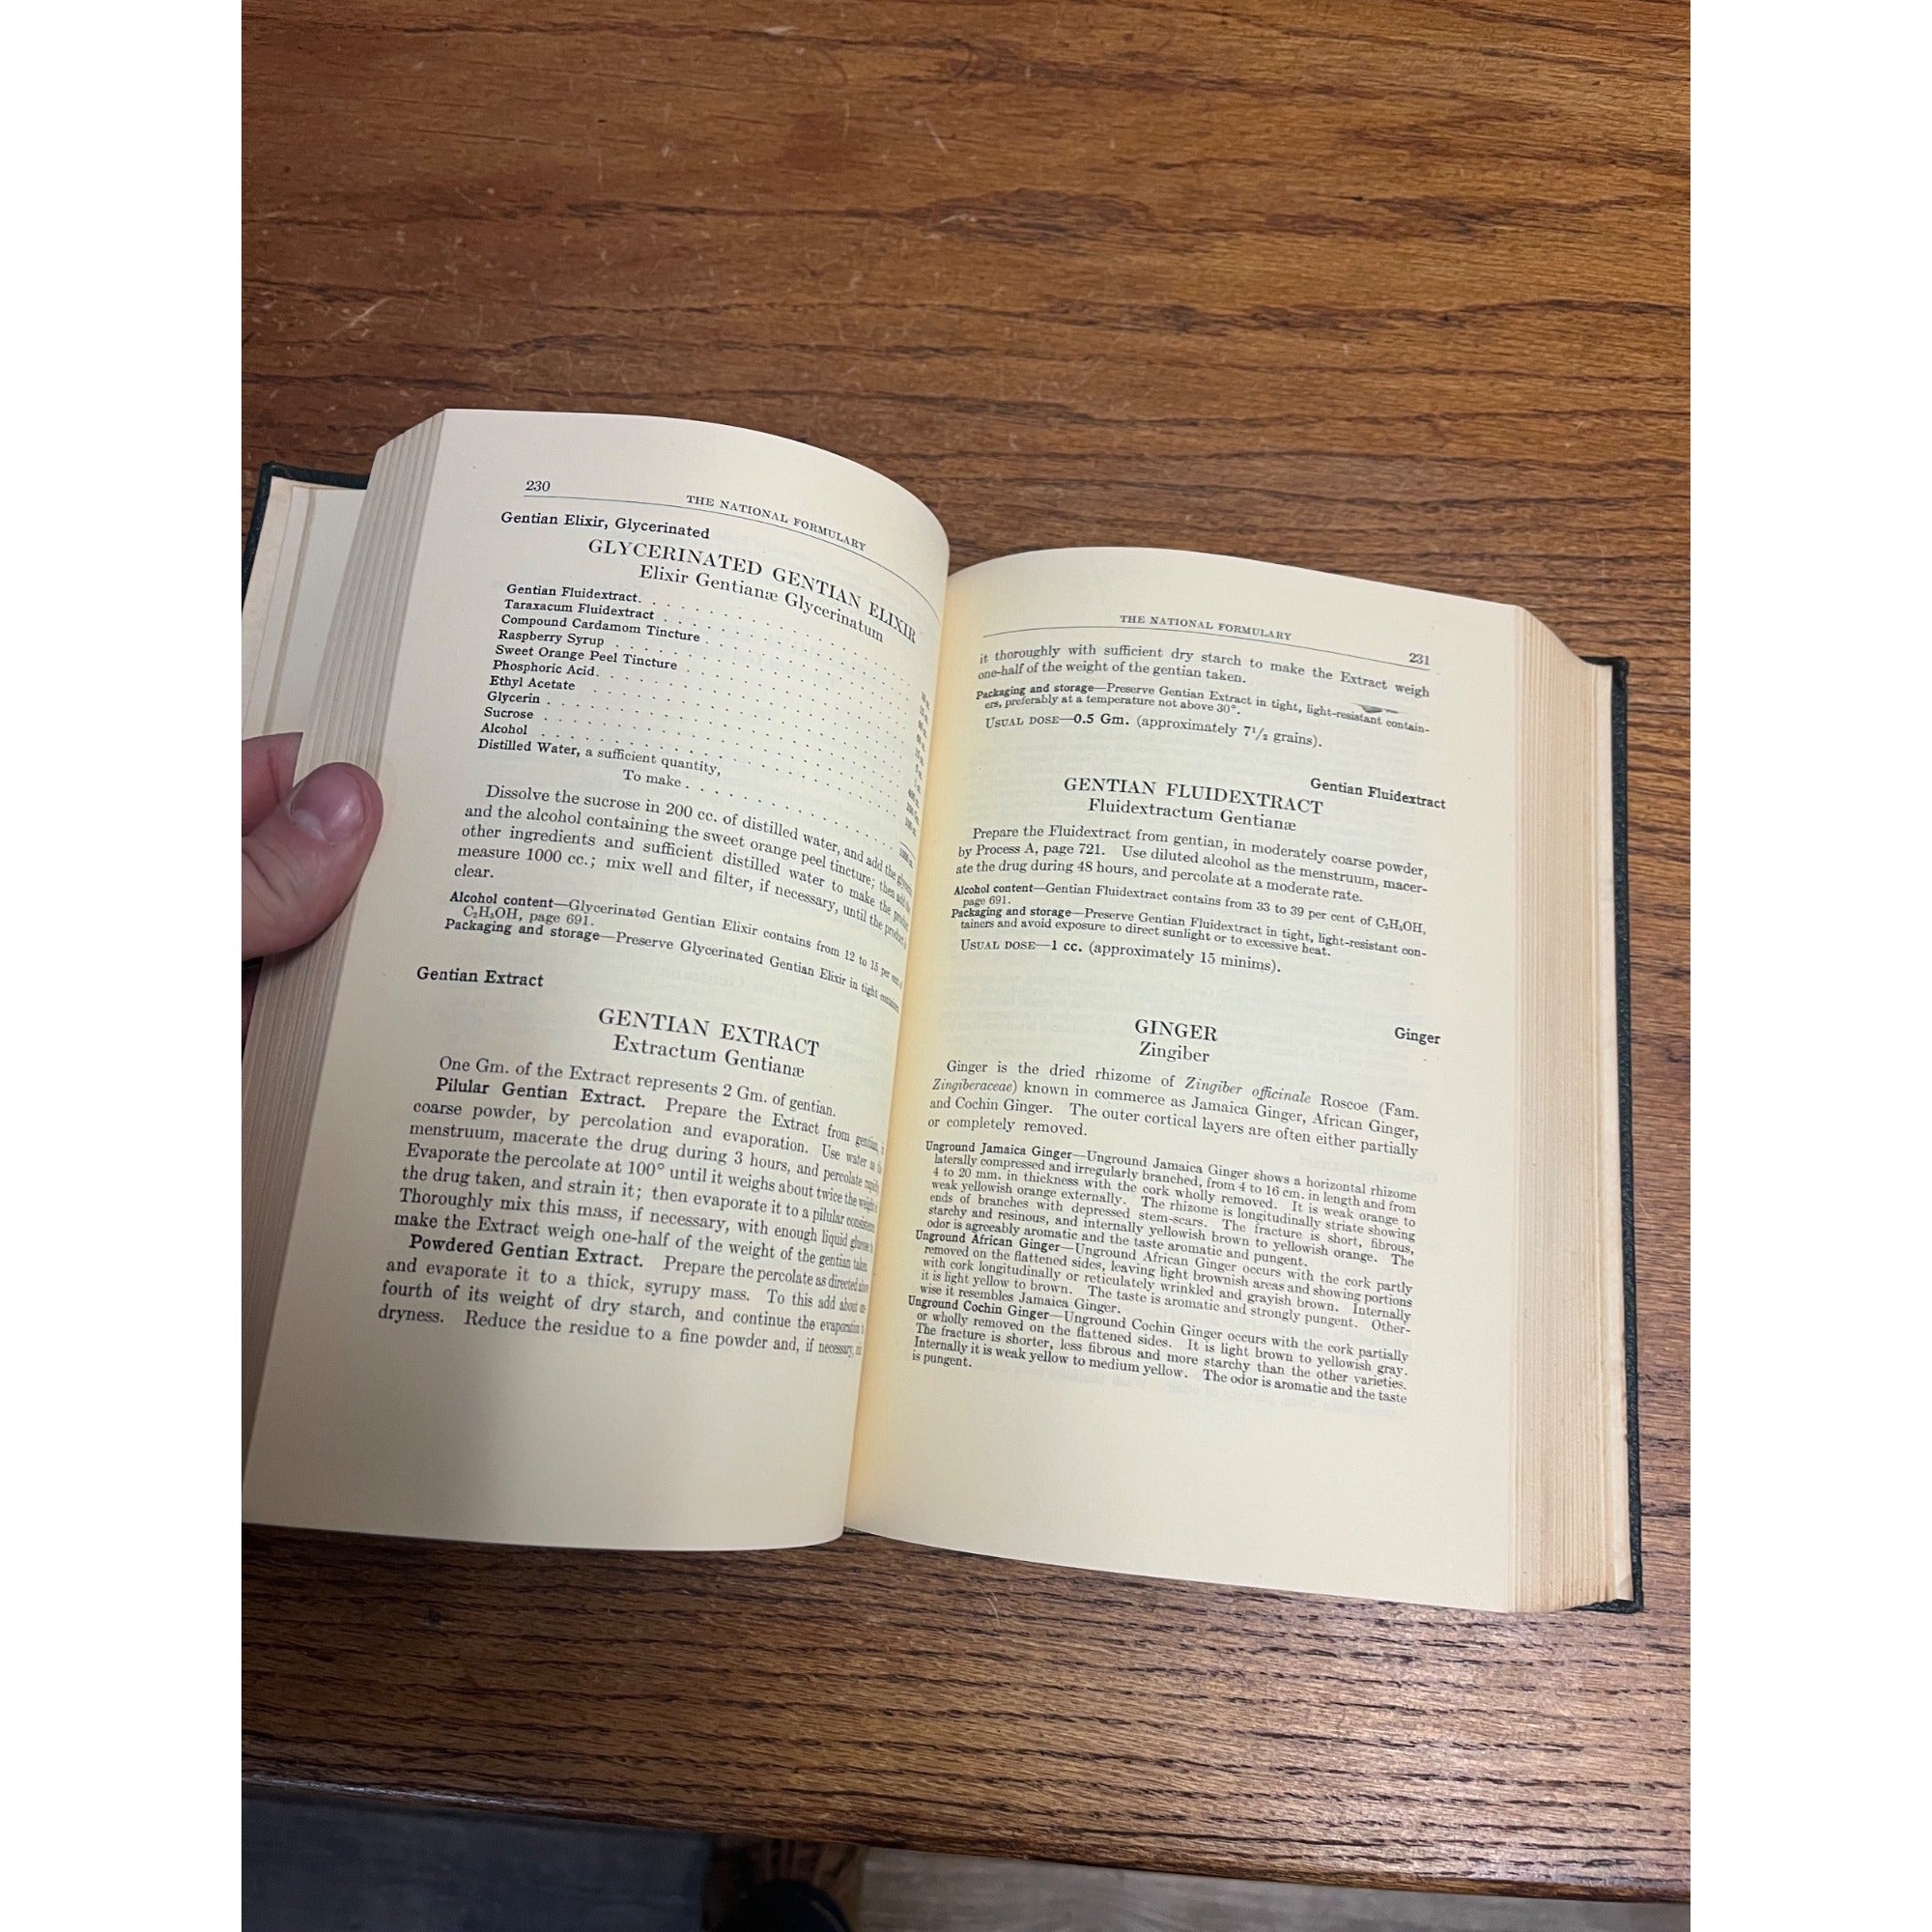 230
THE NATIONAL FORMULARY
Gentian Elixir, Glycerinated
GLYCERINATED GENTIAN ELIXIR
Elixir Gentianæ Glycerinatum
Gentian Fluidextract
Taraxacum Fluidextract
Compound Cardamom Tincture
Raspberry Syrup
Sweet Orange Peel Tincture
Phosphoric Acid
Ethyl Acetate
Glycerin
Sucrose
Alcohol
Distilled Water, a sufficient quantity,
To make
Dissolve the sucrose in 200 cc. of distilled water, and add the
and the alcohol containing the sweet orange peel tincture; then add the
other ingredients and sufficient distilled water to make the product
measure 1000 cc.; mix well and filter, if necessary, until the product is
clear.
Alcohol content—Glycerinated Gentian Elixir contains from 12 to 15 per cent of
C₂H₅OH, page 691.
Packaging and storage—Preserve Glycerinated Gentian Elixir in tight containers
Gentian Extract
GENTIAN EXTRACT
Extractum Gentianæ
One Gm. of the Extract represents 2 Gm. of gentian.
Pilular Gentian Extract. Prepare the Extract from gentian, in
coarse powder, by percolation and evaporation. Use water as the
menstruum, macerate the drug during 3 hours, and percolate rapidly
Evaporate the percolate at 100° until it weighs about twice the weight of
the drug taken, and strain it; then evaporate it to a pilular consistence
Thoroughly mix this mass, if necessary, with enough liquid glucose to
make the Extract weigh one-half of the weight of the gentian taken
Powdered Gentian Extract. Prepare the percolate as directed above
and evaporate it to a thick, syrupy mass. To this add about one-
fourth of its weight of dry starch, and continue the evaporation to
dryness. Reduce the residue to a fine powder and, if necessary,
THE NATIONAL FORMULARY
231
it thoroughly with sufficient dry starch to make the Extract weigh
one-half of the weight of the gentian taken.
Packaging and storage—Preserve Gentian Extract in tight, light-resistant contain-
ers, preferably at a temperature not above 30°.
USUAL DOSE—0.5 Gm. (approximately 7½ grains).
Gentian Fluidextract
GENTIAN FLUIDEXTRACT
Fluidextractum Gentianæ
Prepare the Fluidextract from gentian, in moderately coarse powder,
by Process A, page 721. Use diluted alcohol as the menstruum, macer-
ate the drug during 48 hours, and percolate at a moderate rate.
Alcohol content—Gentian Fluidextract contains from 33 to 39 per cent of C₂H₅OH,
page 691.
Packaging and storage—Preserve Gentian Fluidextract in tight, light-resistant con-
tainers and avoid exposure to direct sunlight or to excessive heat.
USUAL DOSE—1 cc. (approximately 15 minims).
Ginger
GINGER
Zingiber
Ginger is the dried rhizome of Zingiber officinale Roscoe (Fam.
Zingiberaceae) known in commerce as Jamaica Ginger, African Ginger,
and Cochin Ginger. The outer cortical layers are often either partially
or completely removed.
Unground Jamaica Ginger—Unground Jamaica Ginger shows a horizontal rhizome
laterally compressed and irregularly branched, from 4 to 16 cm. in length and from
4 to 20 mm. in thickness with the cork wholly removed. It is weak orange to
weak yellowish orange externally. The rhizome is longitudinally striate showing
ends of branches with depressed stem-scars. The fracture is short, fibrous,
starchy and resinous, and internally yellowish brown to yellowish orange. The
odor is agreeably aromatic and the taste aromatic and pungent.
Unground African Ginger—Unground African Ginger occurs with the cork partly
removed on the flattened sides, leaving light brownish areas and showing portions
with cork longitudinally or reticulately wrinkled and grayish brown. Internally
it is light yellow to brown. The taste is aromatic and strongly pungent. Other-
wise it resembles Jamaica Ginger.
Unground Cochin Ginger—Unground Cochin Ginger occurs with the cork partially
or wholly removed on the flattened sides. It is light brown to yellowish gray.
The fracture is shorter, less fibrous and more starchy than the other varieties.
Internally it is weak yellow to medium yellow. The odor is aromatic and the taste
is pungent.